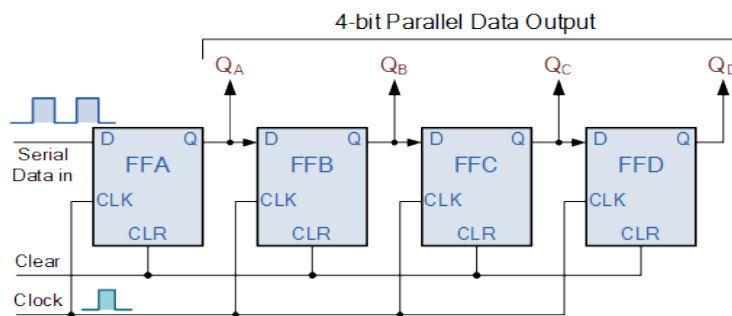 4-bit Parallel Data Output
QA QB QC QD
D Q D Q D Q D Q
Serial
Data in
FFA FFB FFC FFD
CLK CLK CLK CLK
CLR CLR CLR CLR
Clear
Clock